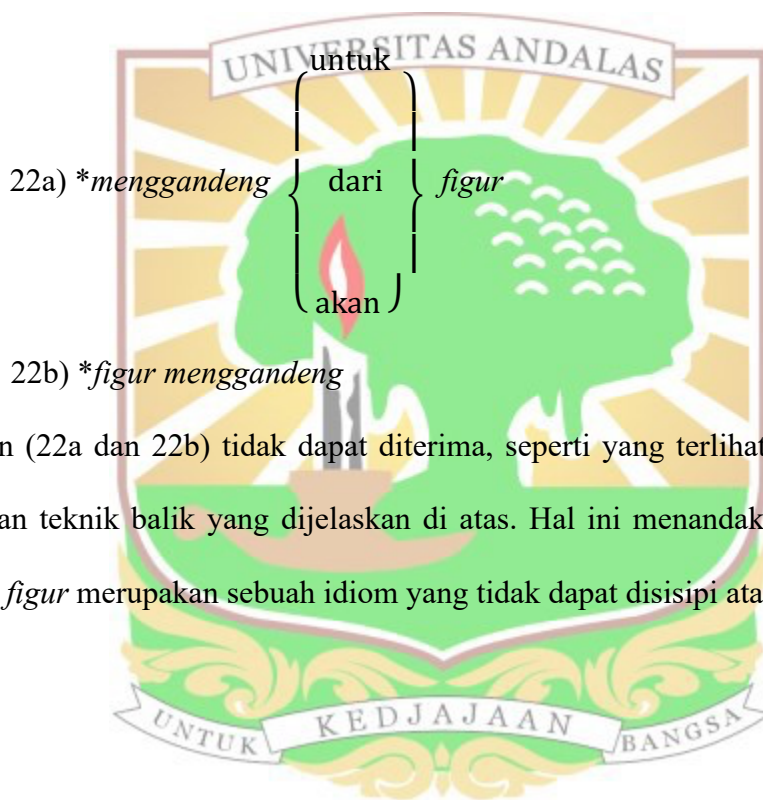 UNIVERSITAS ANDALAS
untuk
22a) *menggandeng { dari } figur
akan
22b) *figur menggandeng
n (22a dan 22b) tidak dapat diterima, seperti yang terlihat
an teknik balik yang dijelaskan di atas. Hal ini menandak
figur merupakan sebuah idiom yang tidak dapat disisipi ata
UNTUK KEDJAJAAN BANGSA